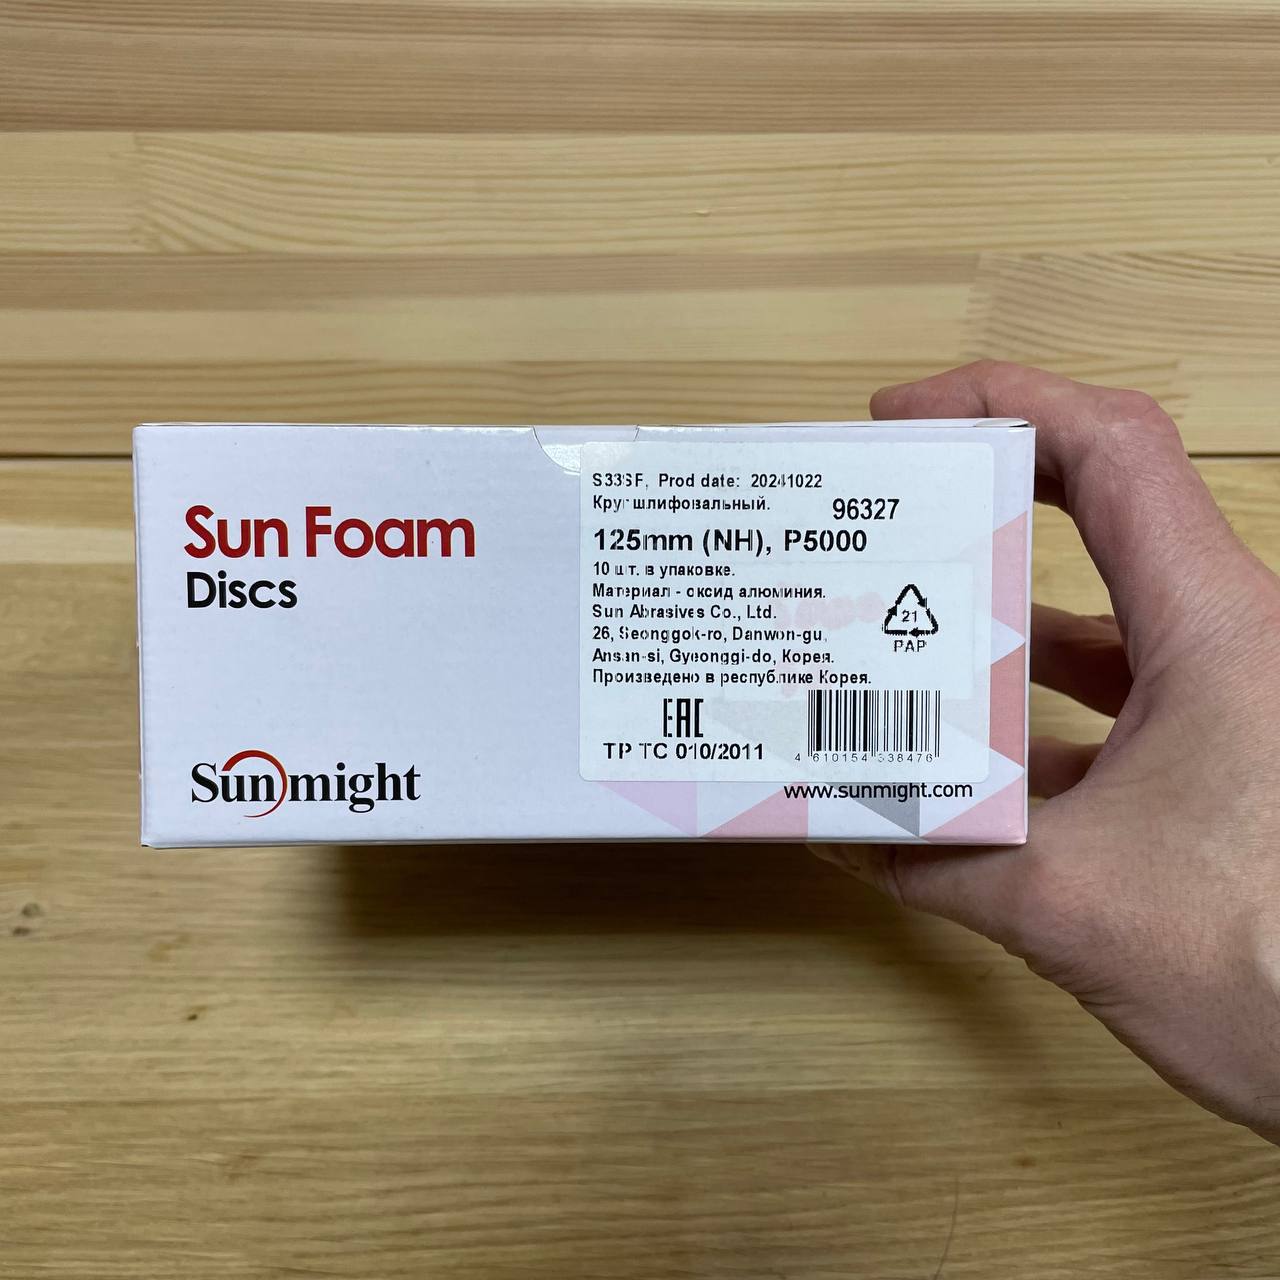 Sun Foam
Discs
Sunmight
S33SF, Prod date: 20241022
Круг шлифовальный.
96327
125mm (NH), P5000
10 шт. в упаковке.
Материал - оксид алюминия.
Sun Abrasives Co., Ltd.
26, Seonggok-ro, Danwon-gu,
Ansan-si, Gyeonggi-do, Корея.
Произведено в республике Корея.
21
PAP
EAC
ТР ТС 010/2011
4 610154 338476
www.sunmight.com